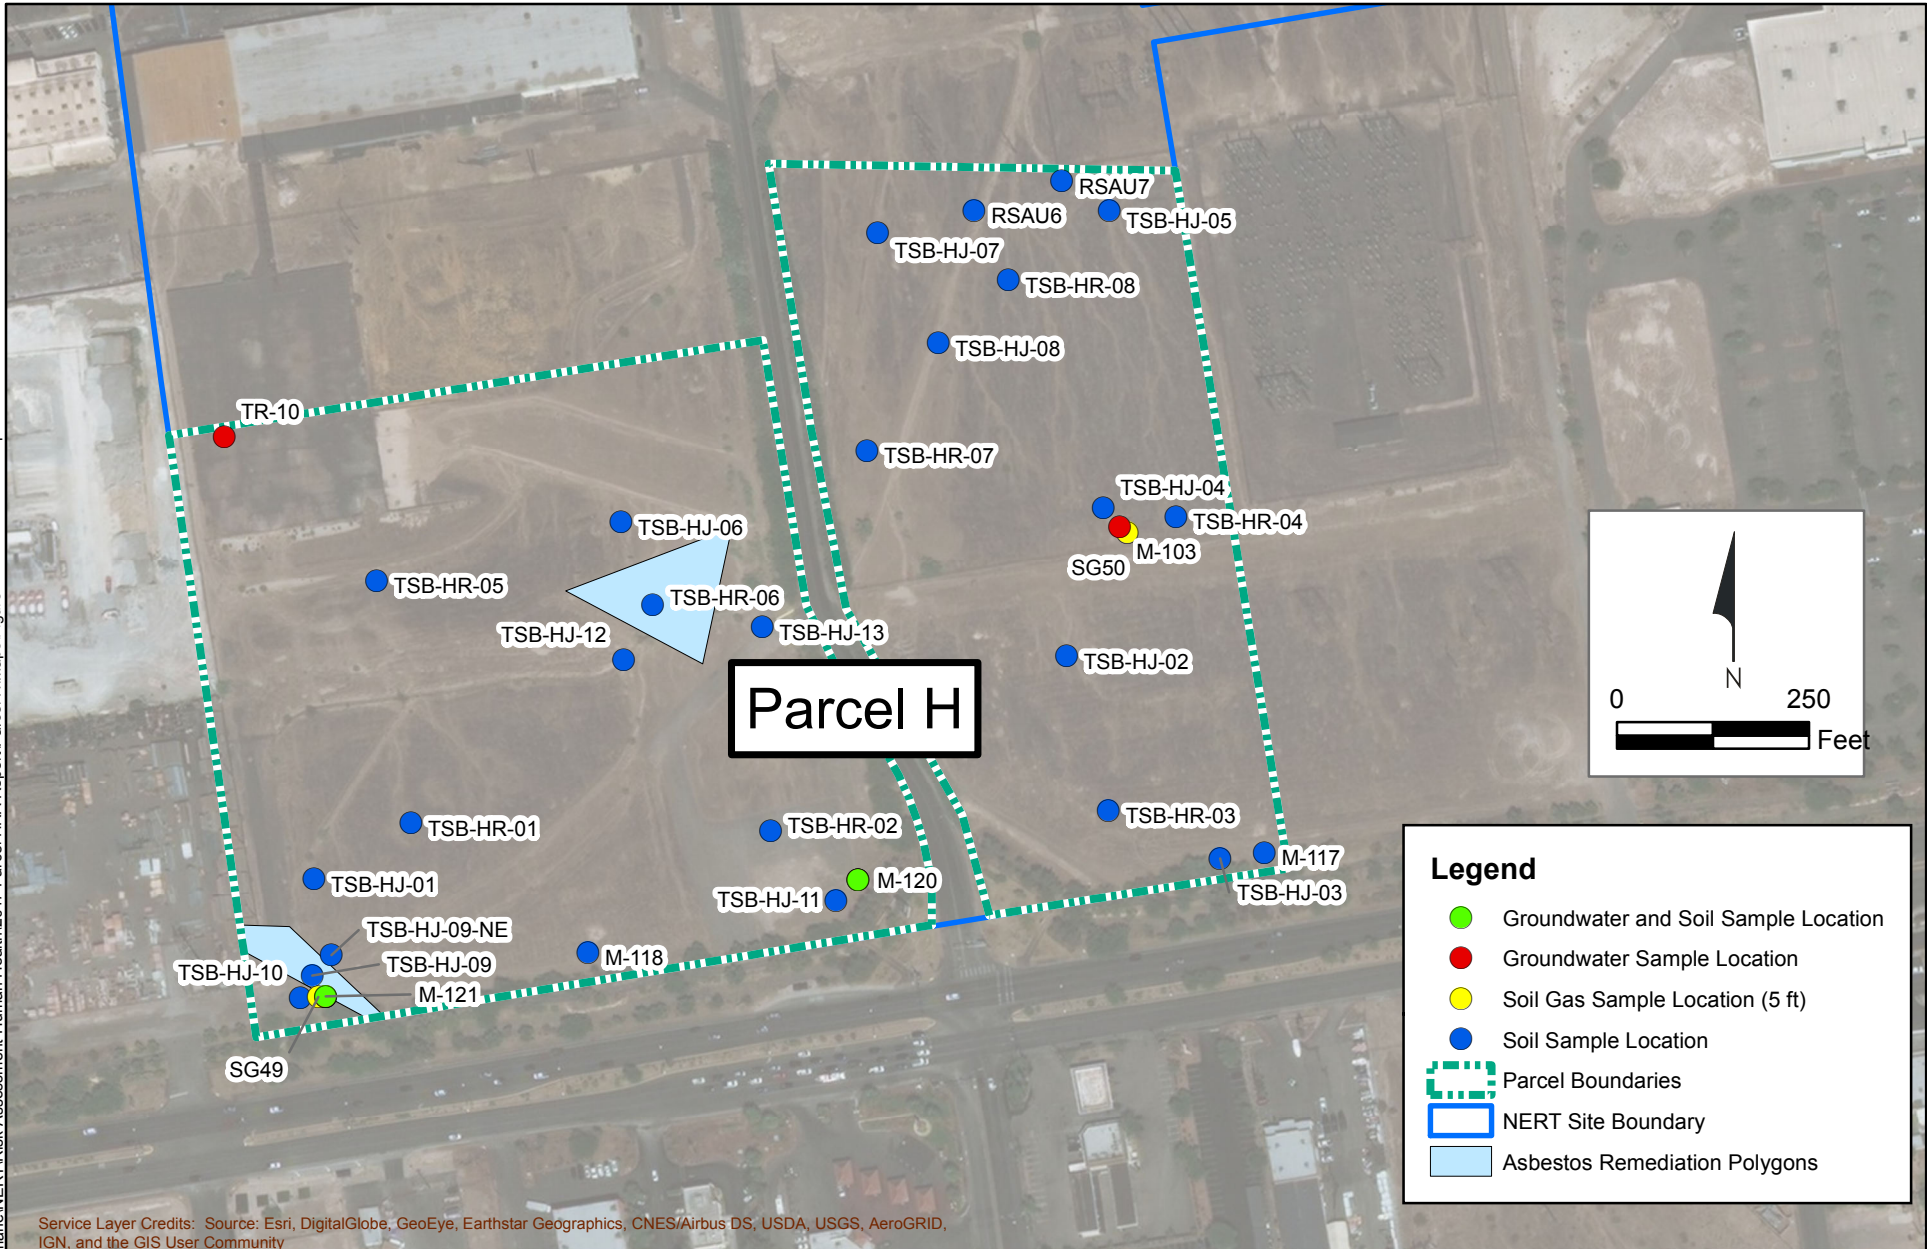 RSAU7
RSAU6
TSB-HJ-05
TSB-HJ-07
TSB-HR-08
TSB-HJ-08
TR-10
TSB-HR-07
TSB-HJ-04
TSB-HJ-06
TSB-HR-04
M-103
SG50
TSB-HR-05
TSB-HR-06
TSB-HJ-12
TSB-HJ-13
TSB-HJ-02
Parcel H
N
0 250
Feet
TSB-HR-01
TSB-HR-02
TSB-HR-03
M-117
TSB-HJ-01
M-120
TSB-HJ-11
TSB-HJ-03
TSB-HJ-09-NE
M-118
TSB-HJ-09
TSB-HJ-10
M-121
SG49
Legend
Groundwater and Soil Sample Location
Groundwater Sample Location
Soil Gas Sample Location (5 ft)
Soil Sample Location
Parcel Boundaries
NERT Site Boundary
Asbestos Remediation Polygons
Service Layer Credits: Source: Esri, DigitalGlobe, GeoEye, Earthstar Geographics, CNES/Airbus DS, USDA, USGS, AeroGRID,
IGN, and the GIS User Community